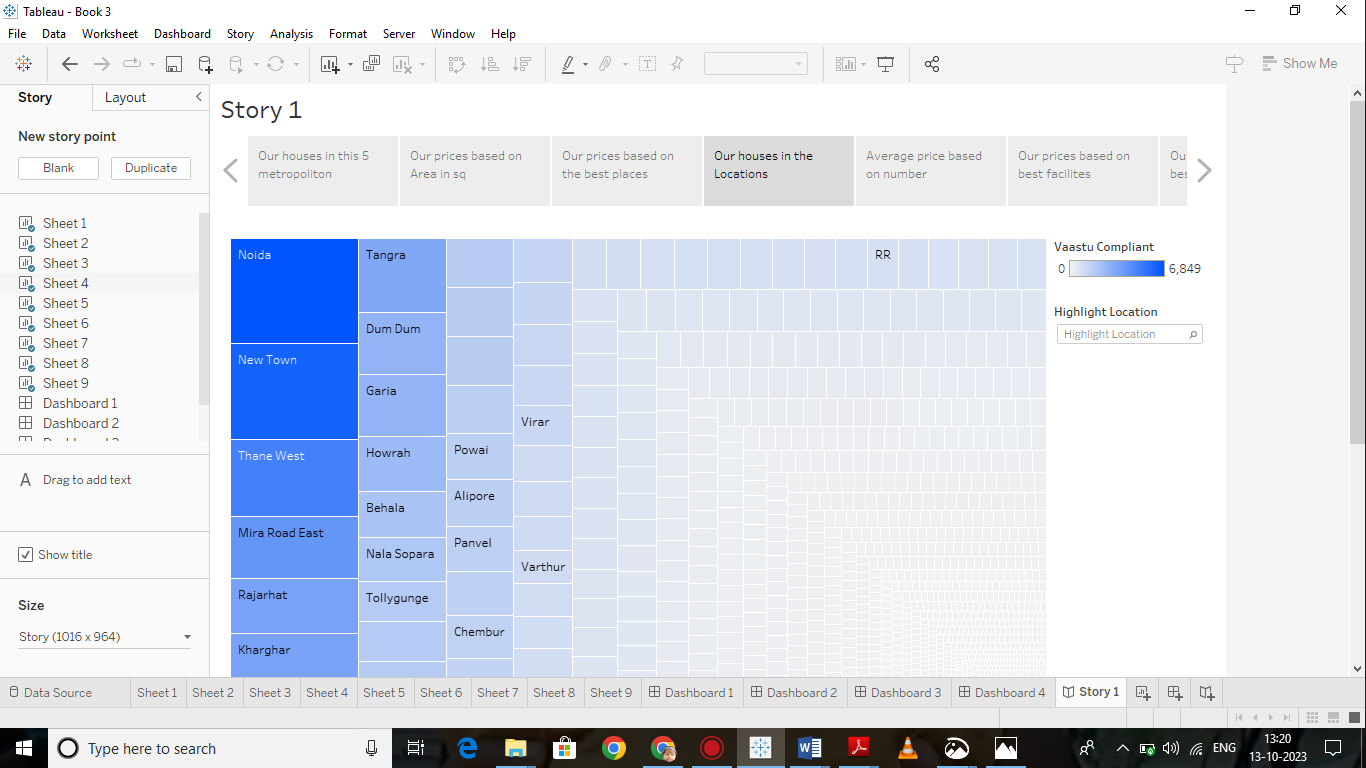 Tableau - Book 3
File Data Worksheet Dashboard Story Analysis Format Server Window Help
Show Me
Story Layout
New story point
Blank Duplicate
Sheet 1
Sheet 2
Sheet 3
Sheet 4
Sheet 5
Sheet 6
Sheet 7
Sheet 8
Sheet 9
Dashboard 1
Dashboard 2
A Drag to add text
Show title
Size
Story (1016 x 964)
Story 1
Our houses in this 5
metropoliton
Our prices based on
Area in sq
Our prices based on
the best places
Our houses in the
Locations
Average price based
on number
Our prices based on
best facilites
Ou
bes
Noida
New Town
Thane West
Mira Road East
Rajarhat
Kharghar
Tangra
Dum Dum
Garia
Howrah
Behala
Nala Sopara
Tollygunge
Powai
Alipore
Panvel
Chembur
Virar
Varthur
RR
Vaastu Compliant
0 6,849
Highlight Location
Highlight Location
Data Source Sheet 1 Sheet 2 Sheet 3 Sheet 4 Sheet 5 Sheet 6 Sheet 7 Sheet 8 Sheet 9 Dashboard 1 Dashboard 2 Dashboard 3 Dashboard 4 Story 1
Type here to search
ENG
13:20
13-10-2023